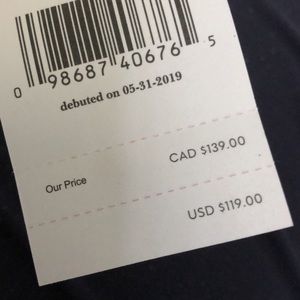 0 98687 40676 5
debuted on 05-31-2019
Our Price CAD $139.00
USD $119.00